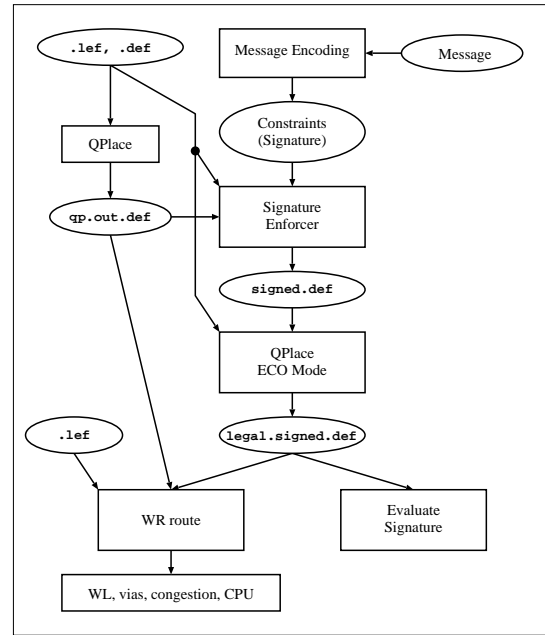 .lef, .def
Message Encoding
Message
QPlace
Constraints
(Signature)
qp.out.def
Signature
Enforcer
signed.def
QPlace
ECO Mode
.lef
legal.signed.def
WR route
Evaluate
Signature
WL, vias, congestion, CPU